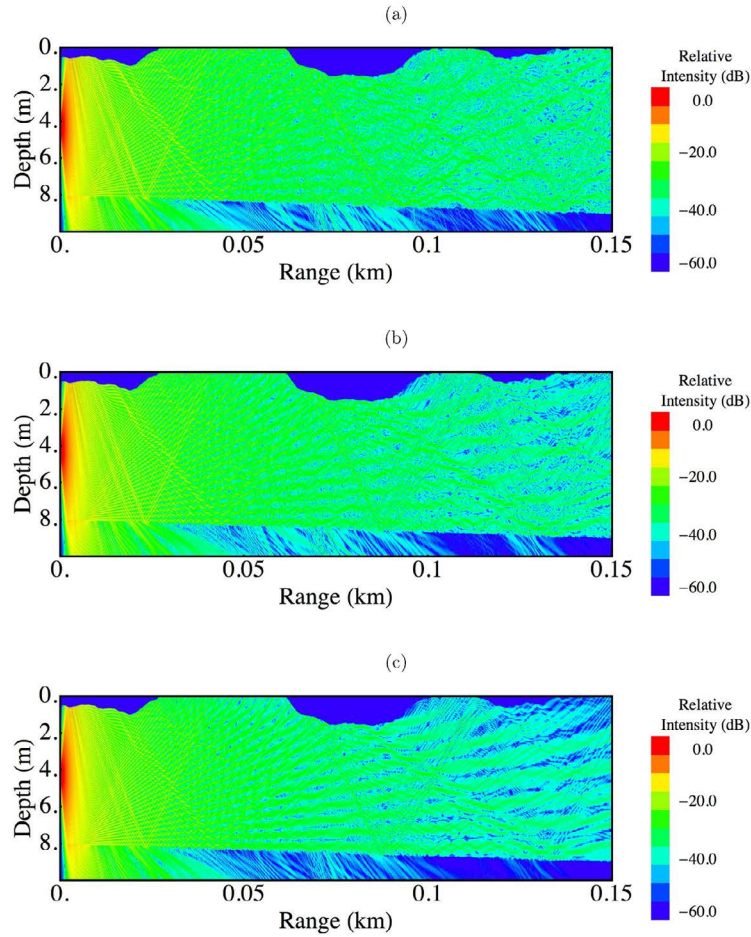 (a)
0.
2.
4.
6.
8.
Depth (m)
0.
0.05
0.1
0.15
Range (km)
Relative
Intensity (dB)
0.0
−20.0
−40.0
−60.0
(b)
0.
2.
4.
6.
8.
Depth (m)
0.
0.05
0.1
0.15
Range (km)
Relative
Intensity (dB)
0.0
−20.0
−40.0
−60.0
(c)
0.
2.
4.
6.
8.
Depth (m)
0.
0.05
0.1
0.15
Range (km)
Relative
Intensity (dB)
0.0
−20.0
−40.0
−60.0